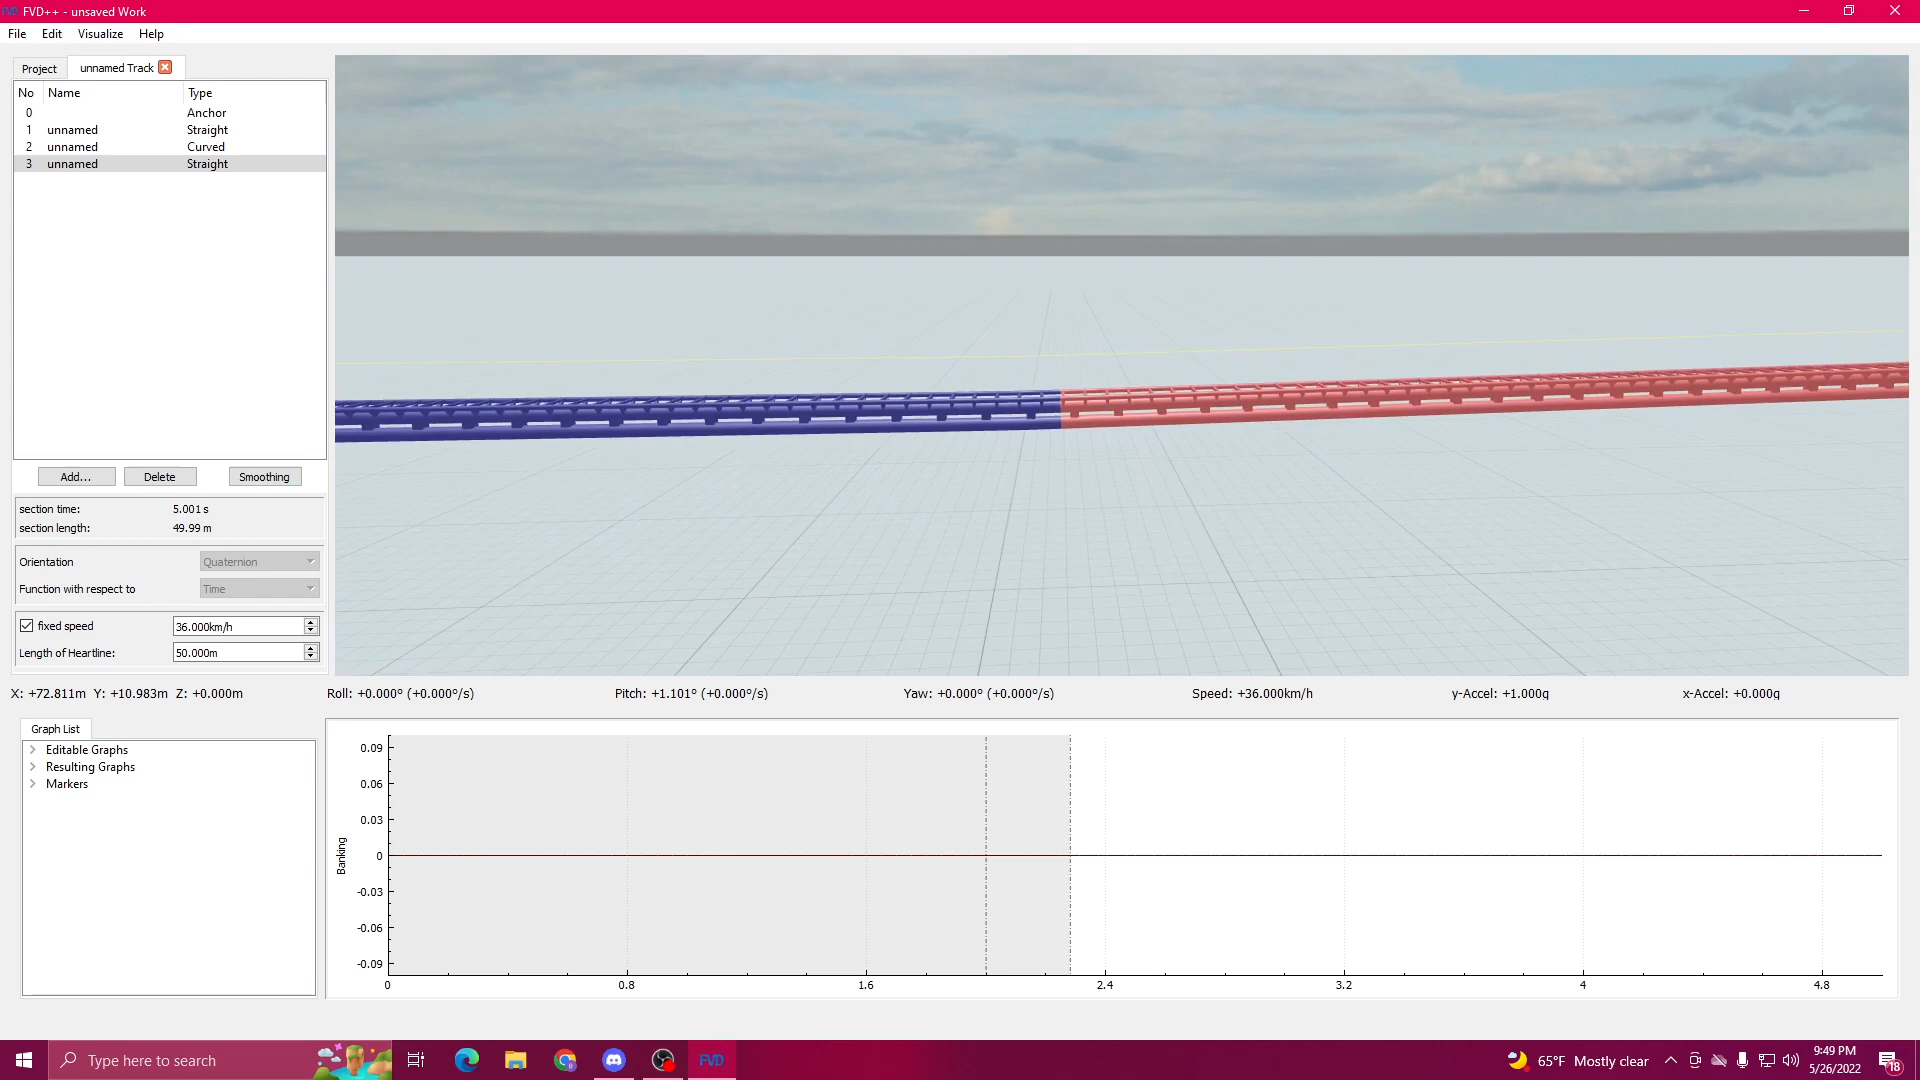 FVD FVD++ - unsaved Work
File Edit Visualize Help
Project unnamed Track
No Name Type
0 Anchor
1 unnamed Straight
2 unnamed Curved
3 unnamed Straight
Add... Delete Smoothing
section time: 5.001 s
section length: 49.99 m
Orientation Quaternion
Function with respect to Time
fixed speed 36.000km/h
Length of Heartline: 50.000m
X: +72.811m Y: +10.983m Z: +0.000m Roll: +0.000° (+0.000°/s) Pitch: +1.101° (+0.000°/s) Yaw: +0.000° (+0.000°/s) Speed: +36.000km/h y-Accel: +1.000g x-Accel: +0.000g
Graph List
Editable Graphs
Resulting Graphs
Markers
Banking
0.09
0.06
0.03
0
-0.03
-0.06
-0.09
0 0.8 1.6 2.4 3.2 4 4.8
Type here to search FVD 65°F Mostly clear 9:49 PM
5/26/2022 18